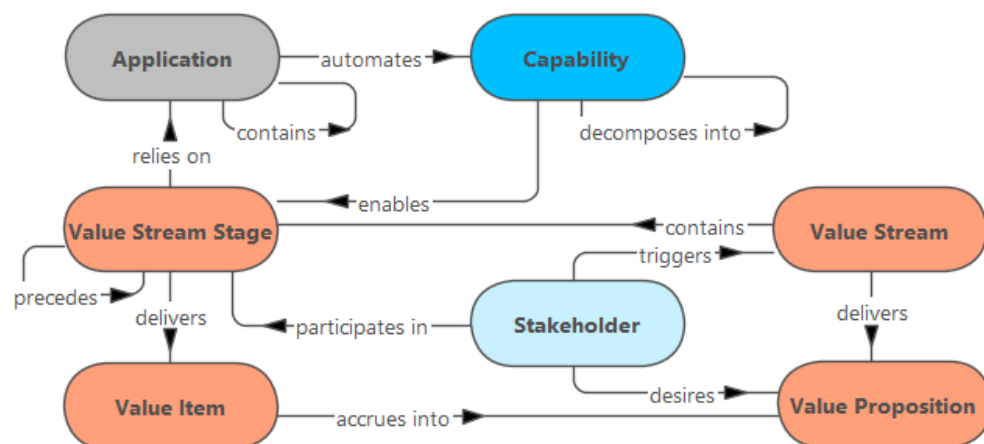 Application
automates
Capability
contains
decomposes into
relies on
enables
Value Stream Stage
contains
Value Stream
triggers
precedes
delivers
participates in
Stakeholder
delivers
desires
Value Item
accrues into
Value Proposition